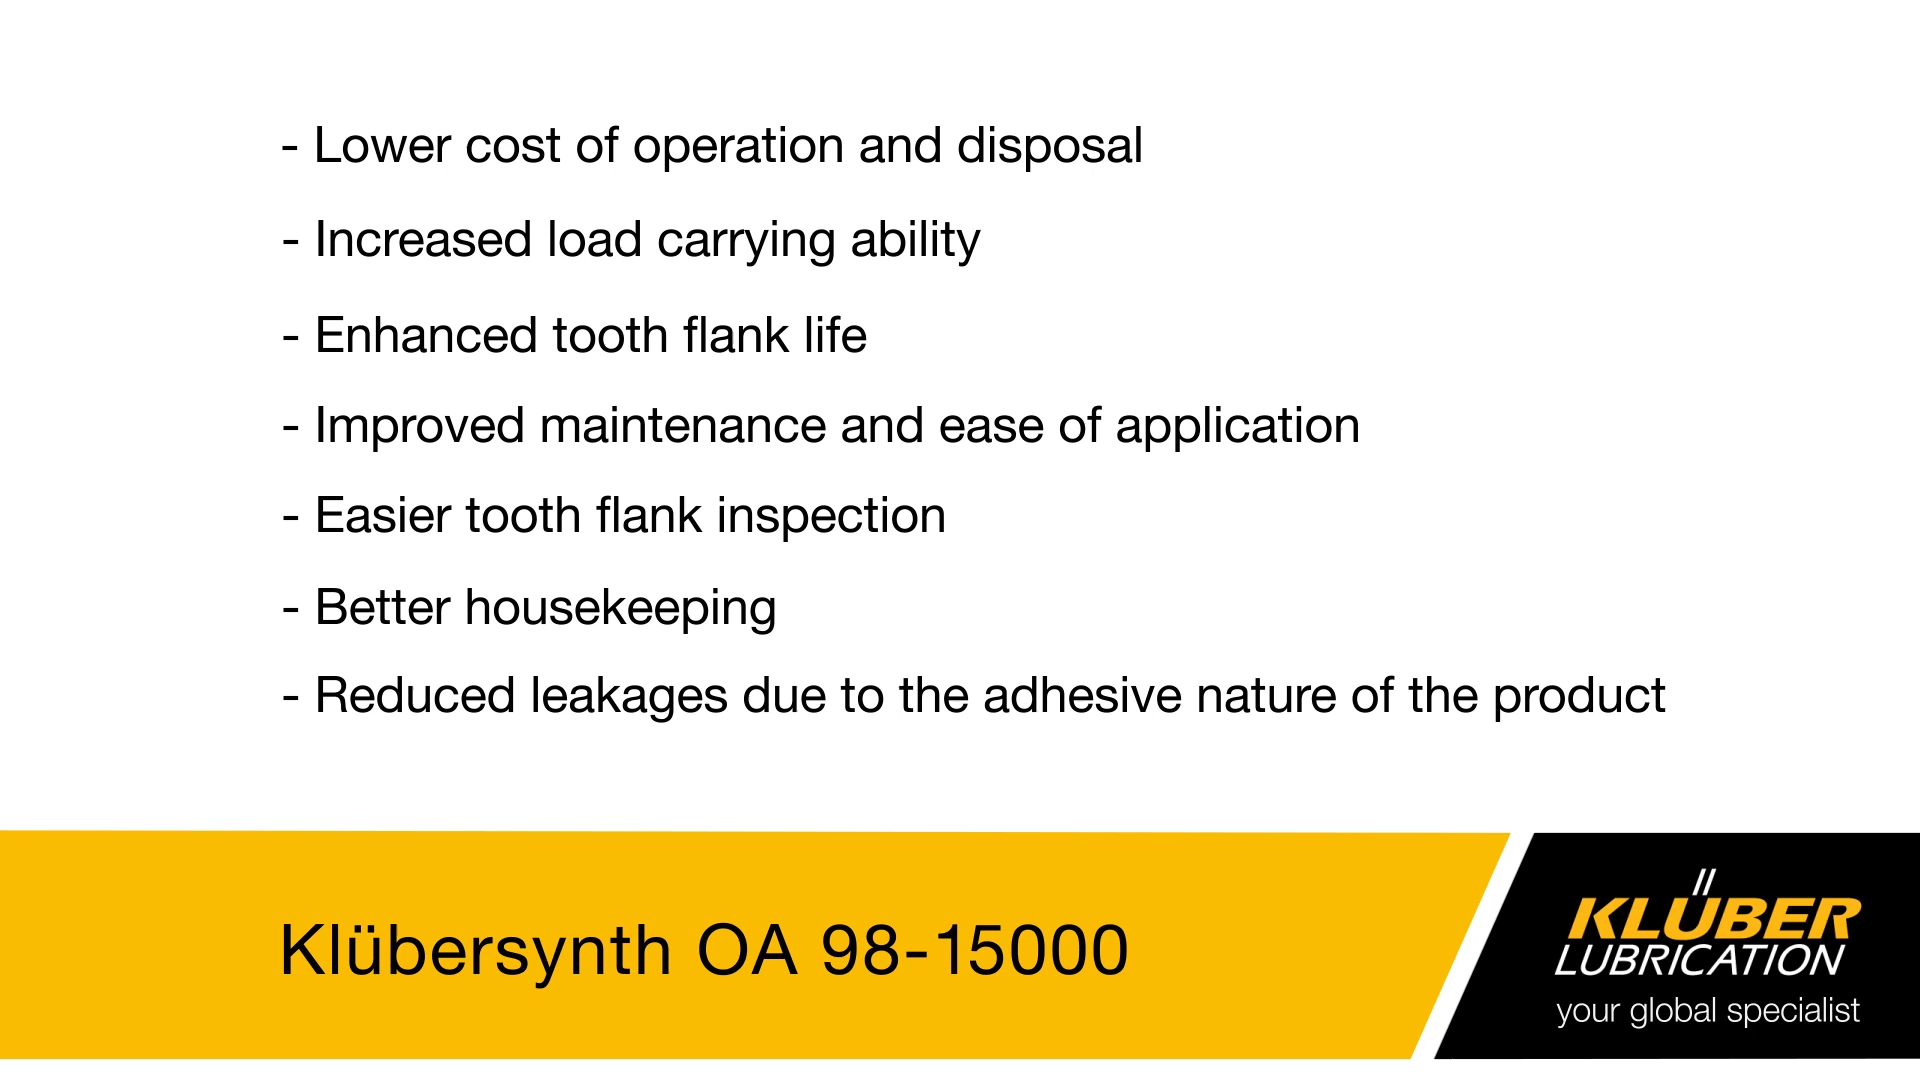 - Lower cost of operation and disposal
- Increased load carrying ability
- Enhanced tooth flank life
- Improved maintenance and ease of application
- Easier tooth flank inspection
- Better housekeeping
- Reduced leakages due to the adhesive nature of the product
Klübersynth OA 98-15000
KLÜBER
LUBRICATION
your global specialist